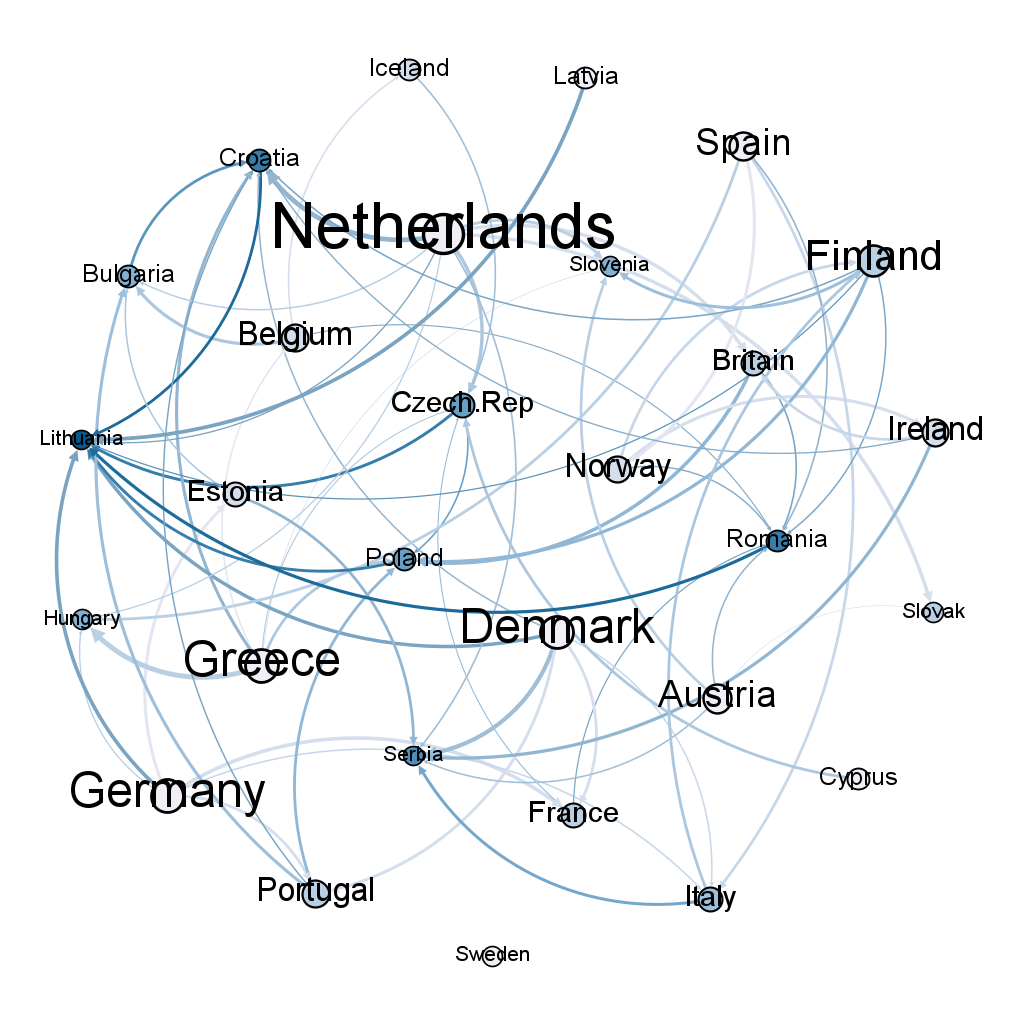 Iceland
Latvia
Spain
Croatia
Netherlands
Finland
Slovenia
Bulgaria
Belgium
Britain
Czech.Rep
Ireland
Lithuania
Norway
Estonia
Romania
Poland
Hungary
Slovak
Denmark
Greece
Austria
Serbia
Cyprus
Germany
France
Portugal
Italy
Sweden